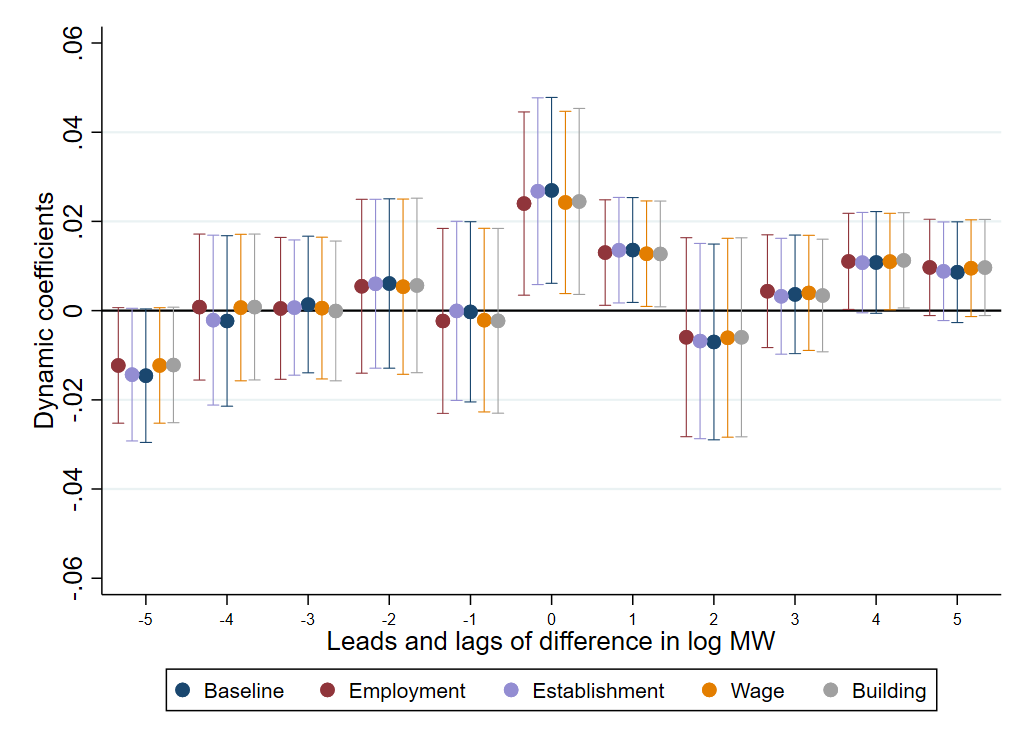 Dynamic coefficients
.06
.04
.02
0
-.02
-.04
-.06
-5 -4 -3 -2 -1 0 1 2 3 4 5
Leads and lags of difference in log MW
Baseline Employment Establishment Wage Building